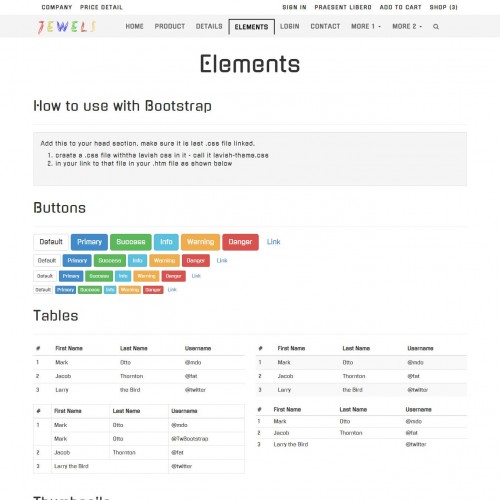 COMPANY PRICE DETAIL SIGN IN PRAESENT LIBERO ADD TO CART SHOP (3)
JEWELS HOME PRODUCT DETAILS ELEMENTS LOGIN CONTACT MORE 1 MORE 2
Elements
How to use with Bootstrap
Add this to your head section, make sure it is last .css file linked.
1. create a .css file withthe lavish css in it - call it lavish-theme.css
2. in your link to that file in your .htm file as shown below
Buttons
Default Primary Success Info Warning Danger Link
Default Primary Success Info Warning Danger Link
Default Primary Success Info Warning Danger Link
Default Primary Success Info Warning Danger Link
Tables
# First Name Last Name Username
1 Mark Otto @mdo
2 Jacob Thornton @fat
3 Larry the Bird @twitter
# First Name Last Name Username
1 Mark Otto @mdo
2 Jacob Thornton @fat
3 Larry the Bird @twitter
# First Name Last Name Username
1 Mark Otto @mdo
Mark Otto @TwBootstrap
2 Jacob Thornton @fat
3 Larry the Bird @twitter
# First Name Last Name Username
1 Mark Otto @mdo
2 Jacob Thornton @fat
3 Larry the Bird @twitter